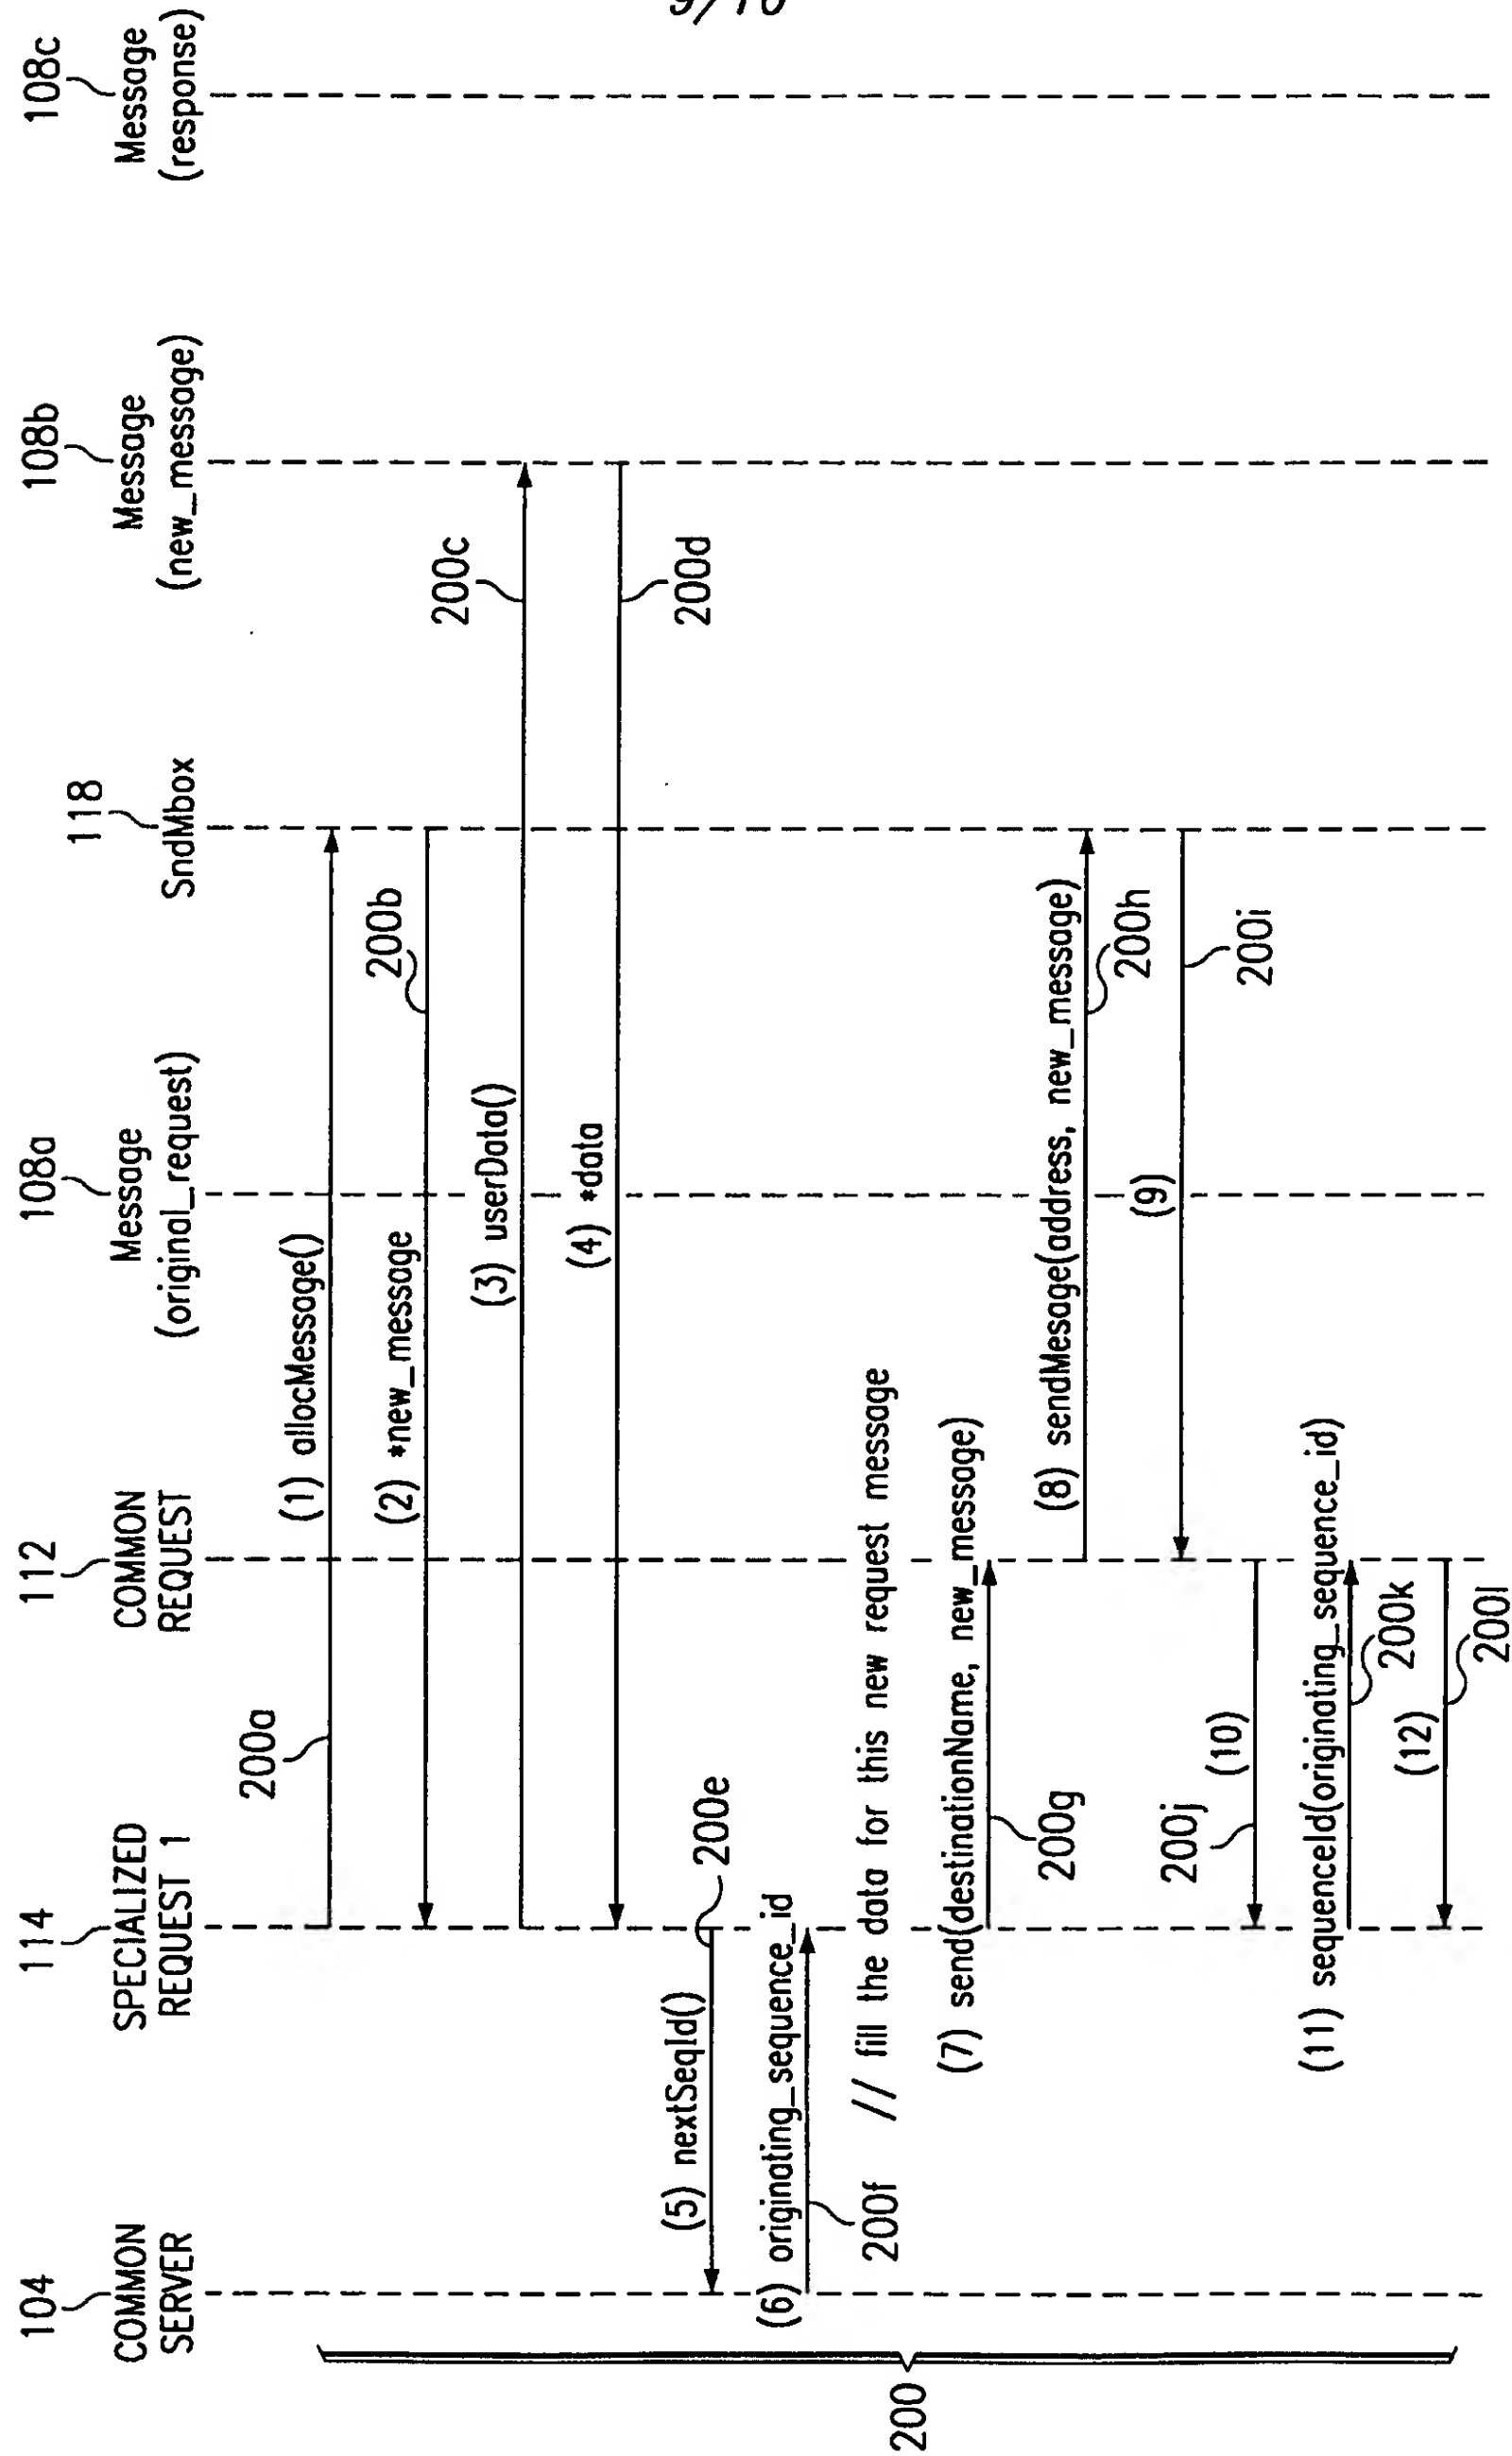 104
COMMON
SERVER
114
SPECIALIZED
REQUEST 1
112
COMMON
REQUEST
108a
Message
(original_request)
118
SndMbox
108b
Message
(new_message)
108c
Message
(response)
200a
(1) allocMessage()
(2) *new_message
200b
(3) userData()
200c
(4) *data
200d
(5) nextSeqId()
200e
(6) originating_sequence_id
200f
// fill the data for this new request message
(7) send(destinationName, new_message)
200g
(8) sendMesage(address, new_message)
200h
(9)
200i
200j
(10)
(11) sequenceId(originating_sequence_id)
200k
(12)
200l
200